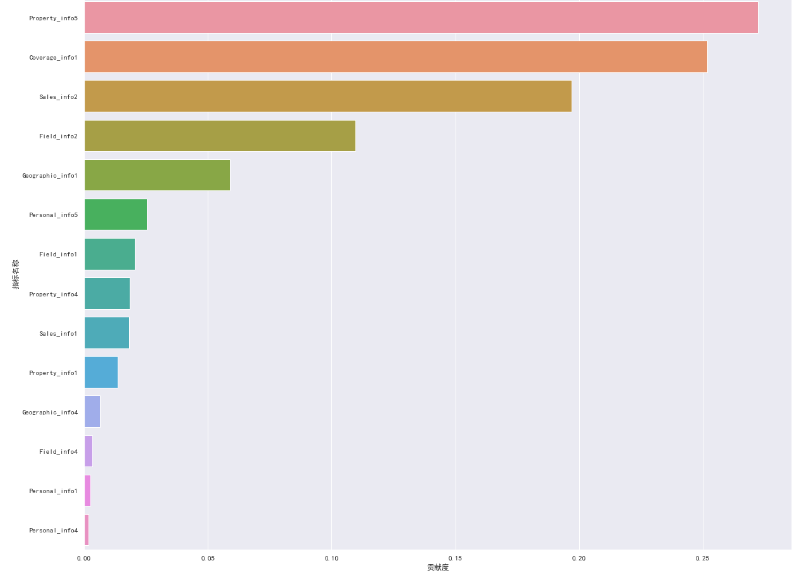 Property_info5
Coverage_info1
Sales_info2
Field_info2
Geographic_info1
Personal_info5
Field_info1
Property_info4
Sales_info1
Property_info1
Geographic_info4
Field_info4
Personal_info1
Personal_info4
指标名称
0.00 0.05 0.10 0.15 0.20 0.25
贡献度